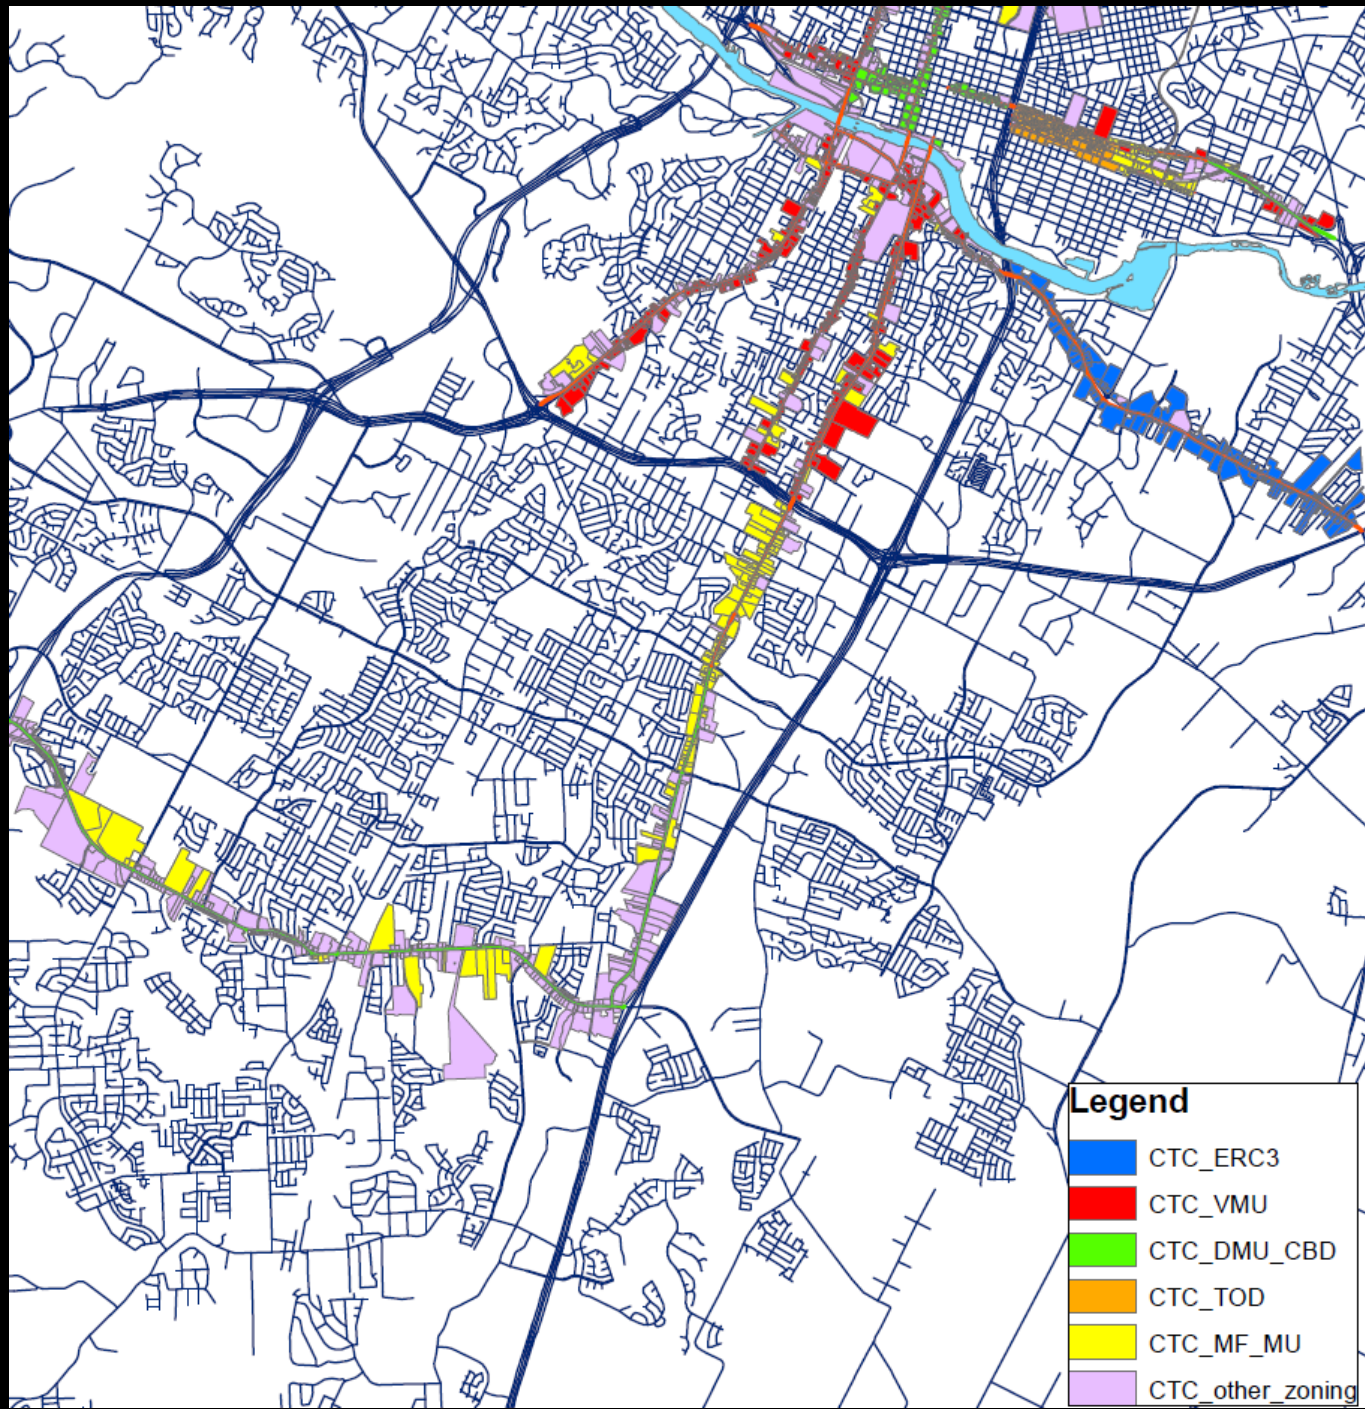 Legend
CTC_ERC3
CTC_VMU
CTC_DMU_CBD
CTC_TOD
CTC_MF_MU
CTC_other_zoning